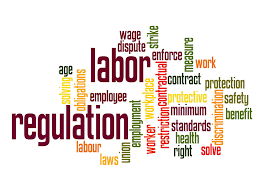 wage
dispute
strike
enforce
measure
labor
age
solving
obligations
employee
workplace
contractual
contract
work
protection
protective
safety
regulation
employment
worker
restriction
minimum
discrimination
benefit
standards
labour
laws
union
health
right
solve